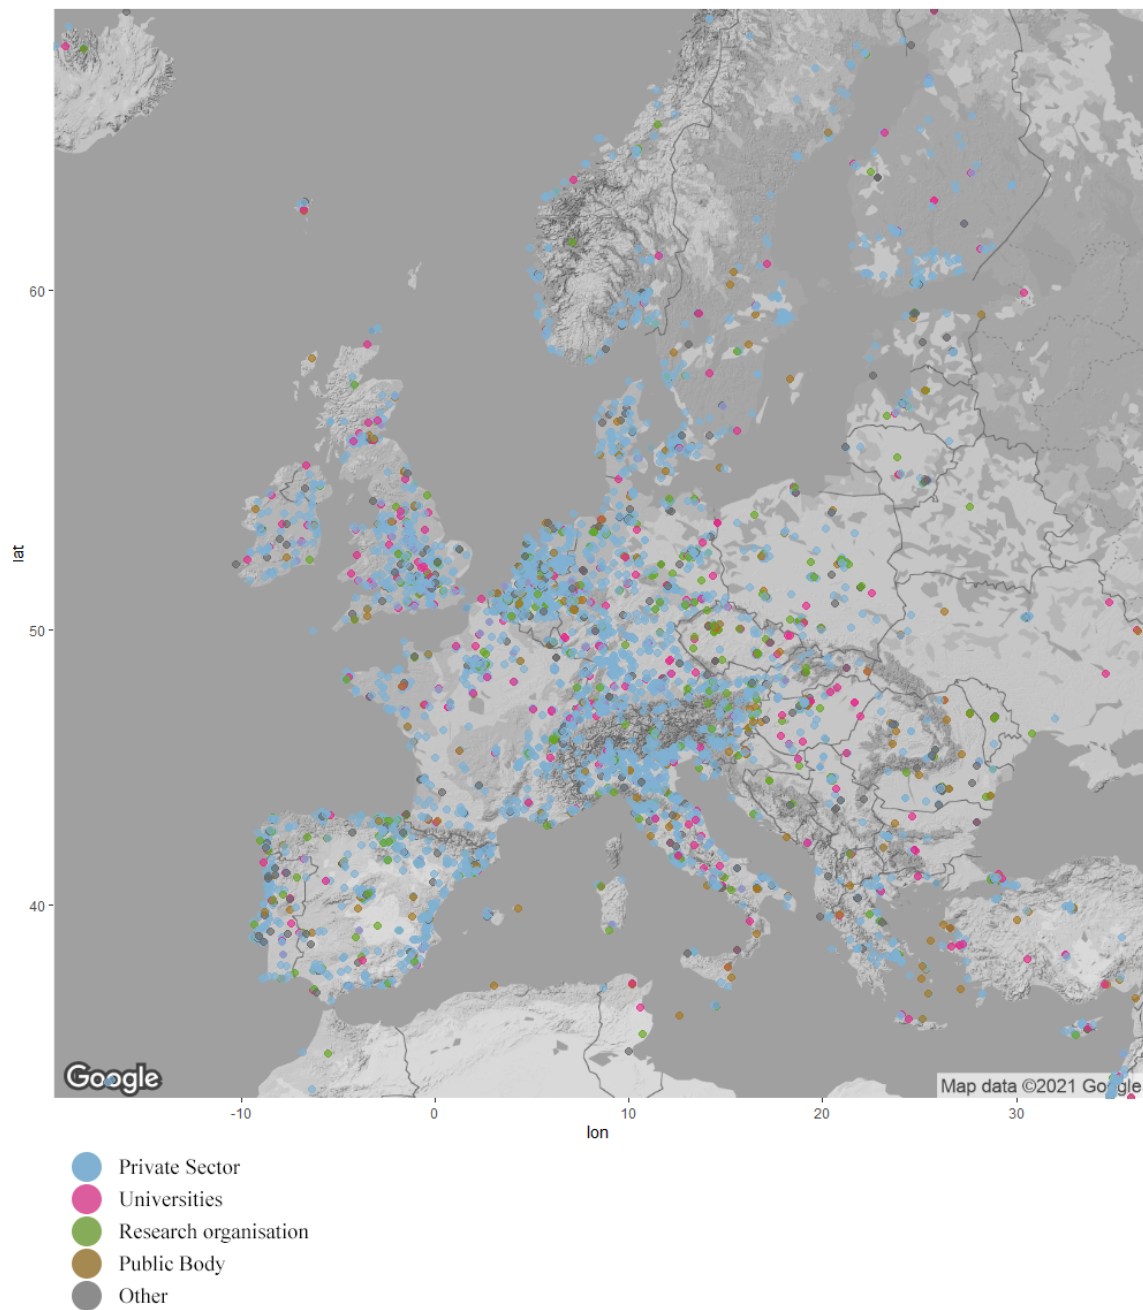 60
50
40
lat
Google
Map data ©2021 Google
-10
0
10
20
30
lon
Private Sector
Universities
Research organisation
Public Body
Other